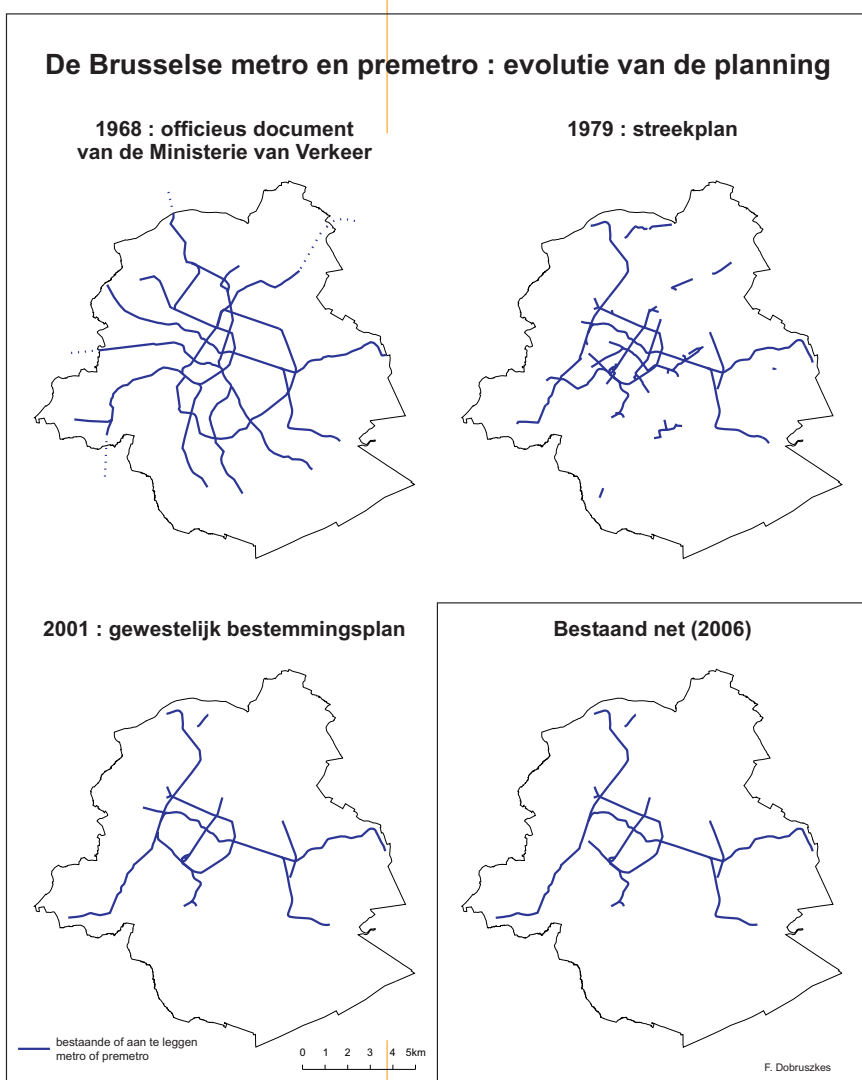 De Brusselse metro en premetro : evolutie van de planning
1968 : officieus document
van de Ministerie van Verkeer
1979 : streekplan
2001 : gewestelijk bestemmingsplan
Bestaand net (2006)
bestaande of aan te leggen
metro of premetro
0 1 2 3 4 5km
F. Dobruszkes